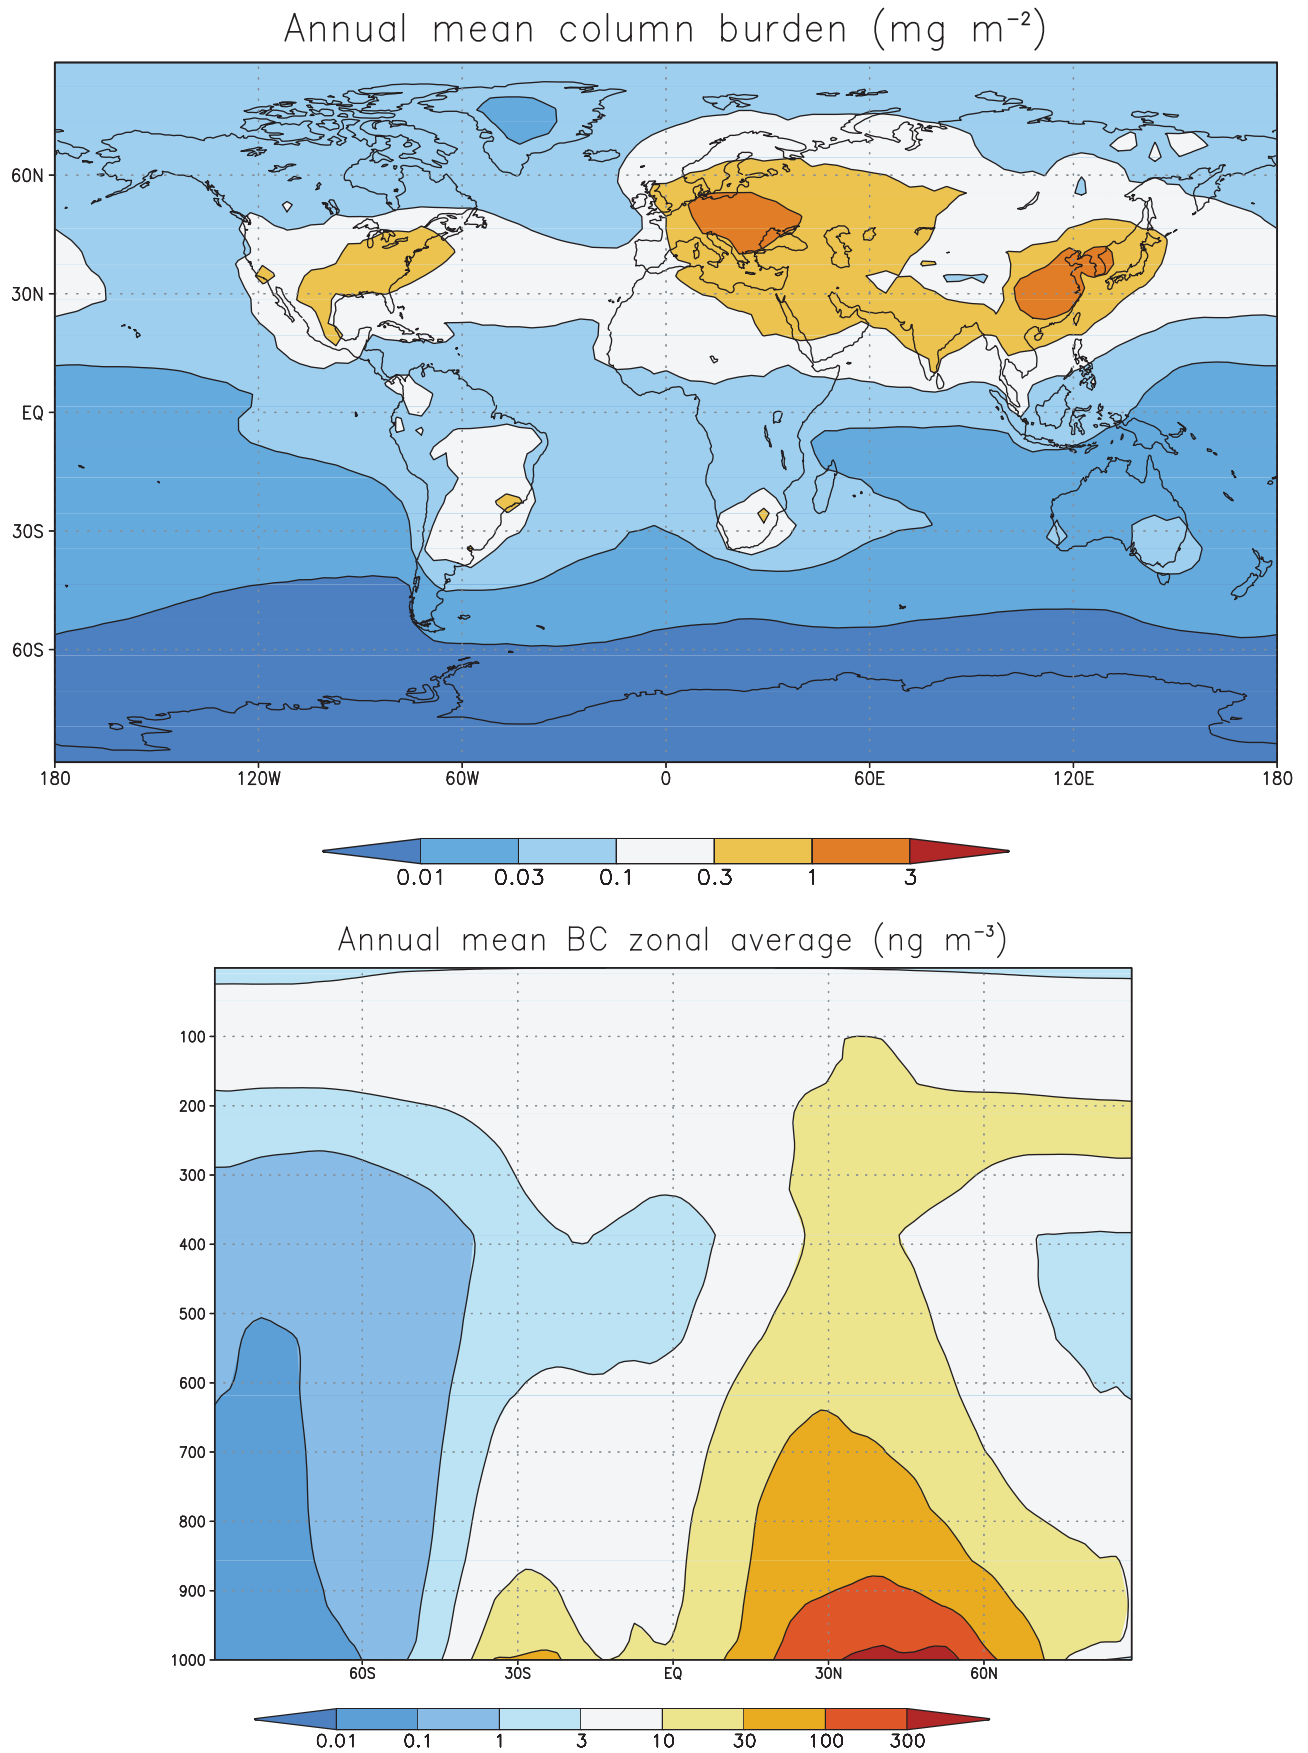 Annual mean column burden (mg m⁻²)
60N
30N
EQ
30S
60S
180 120W 60W 0 60E 120E 180
0.01 0.03 0.1 0.3 1 3
Annual mean BC zonal average (ng m⁻³)
100
200
300
400
500
600
700
800
900
1000
60S 30S EQ 30N 60N
0.01 0.1 1 3 10 30 100 300